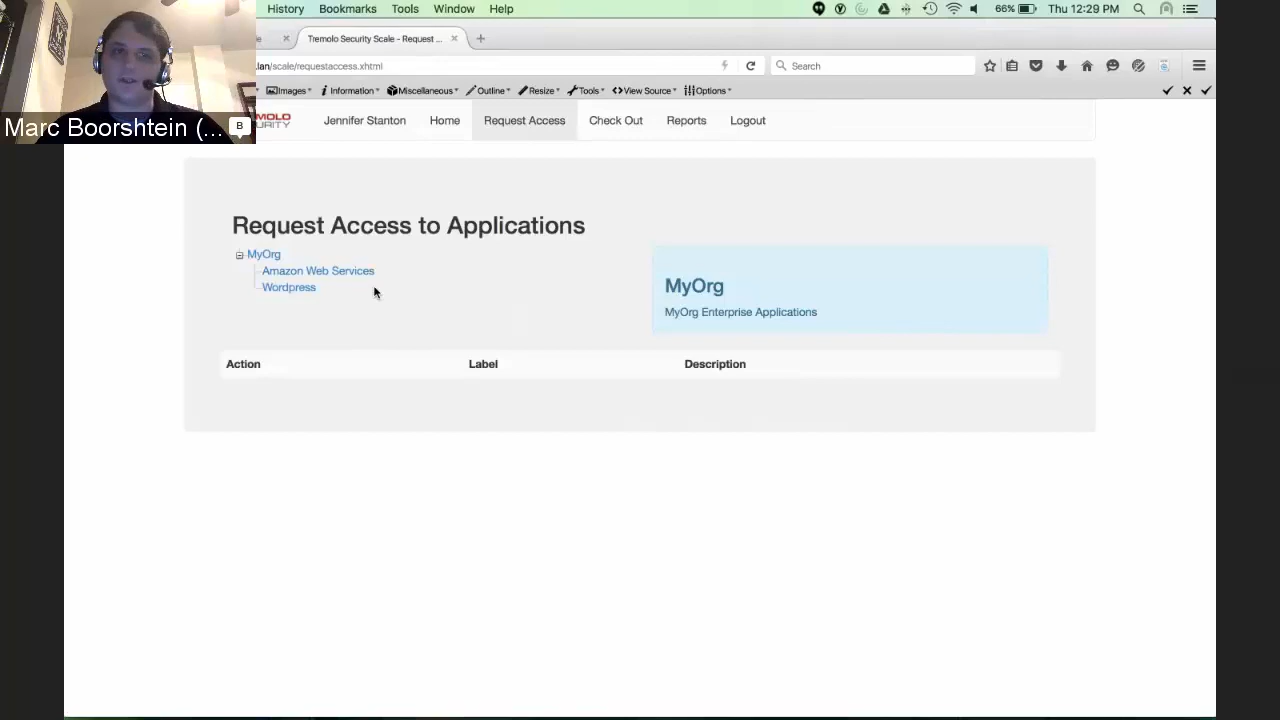 History Bookmarks Tools Window Help 66% Thu 12:29 PM
Tremolo Security Scale - Request ...
lan/scale/requestaccess.xhtml Search
Images Information Miscellaneous Outline Resize Tools View Source Options
Marc Boorshtein (... B
MOLO
URITY
Jennifer Stanton Home Request Access Check Out Reports Logout
Request Access to Applications
MyOrg
Amazon Web Services
Wordpress
MyOrg
MyOrg Enterprise Applications
Action Label Description